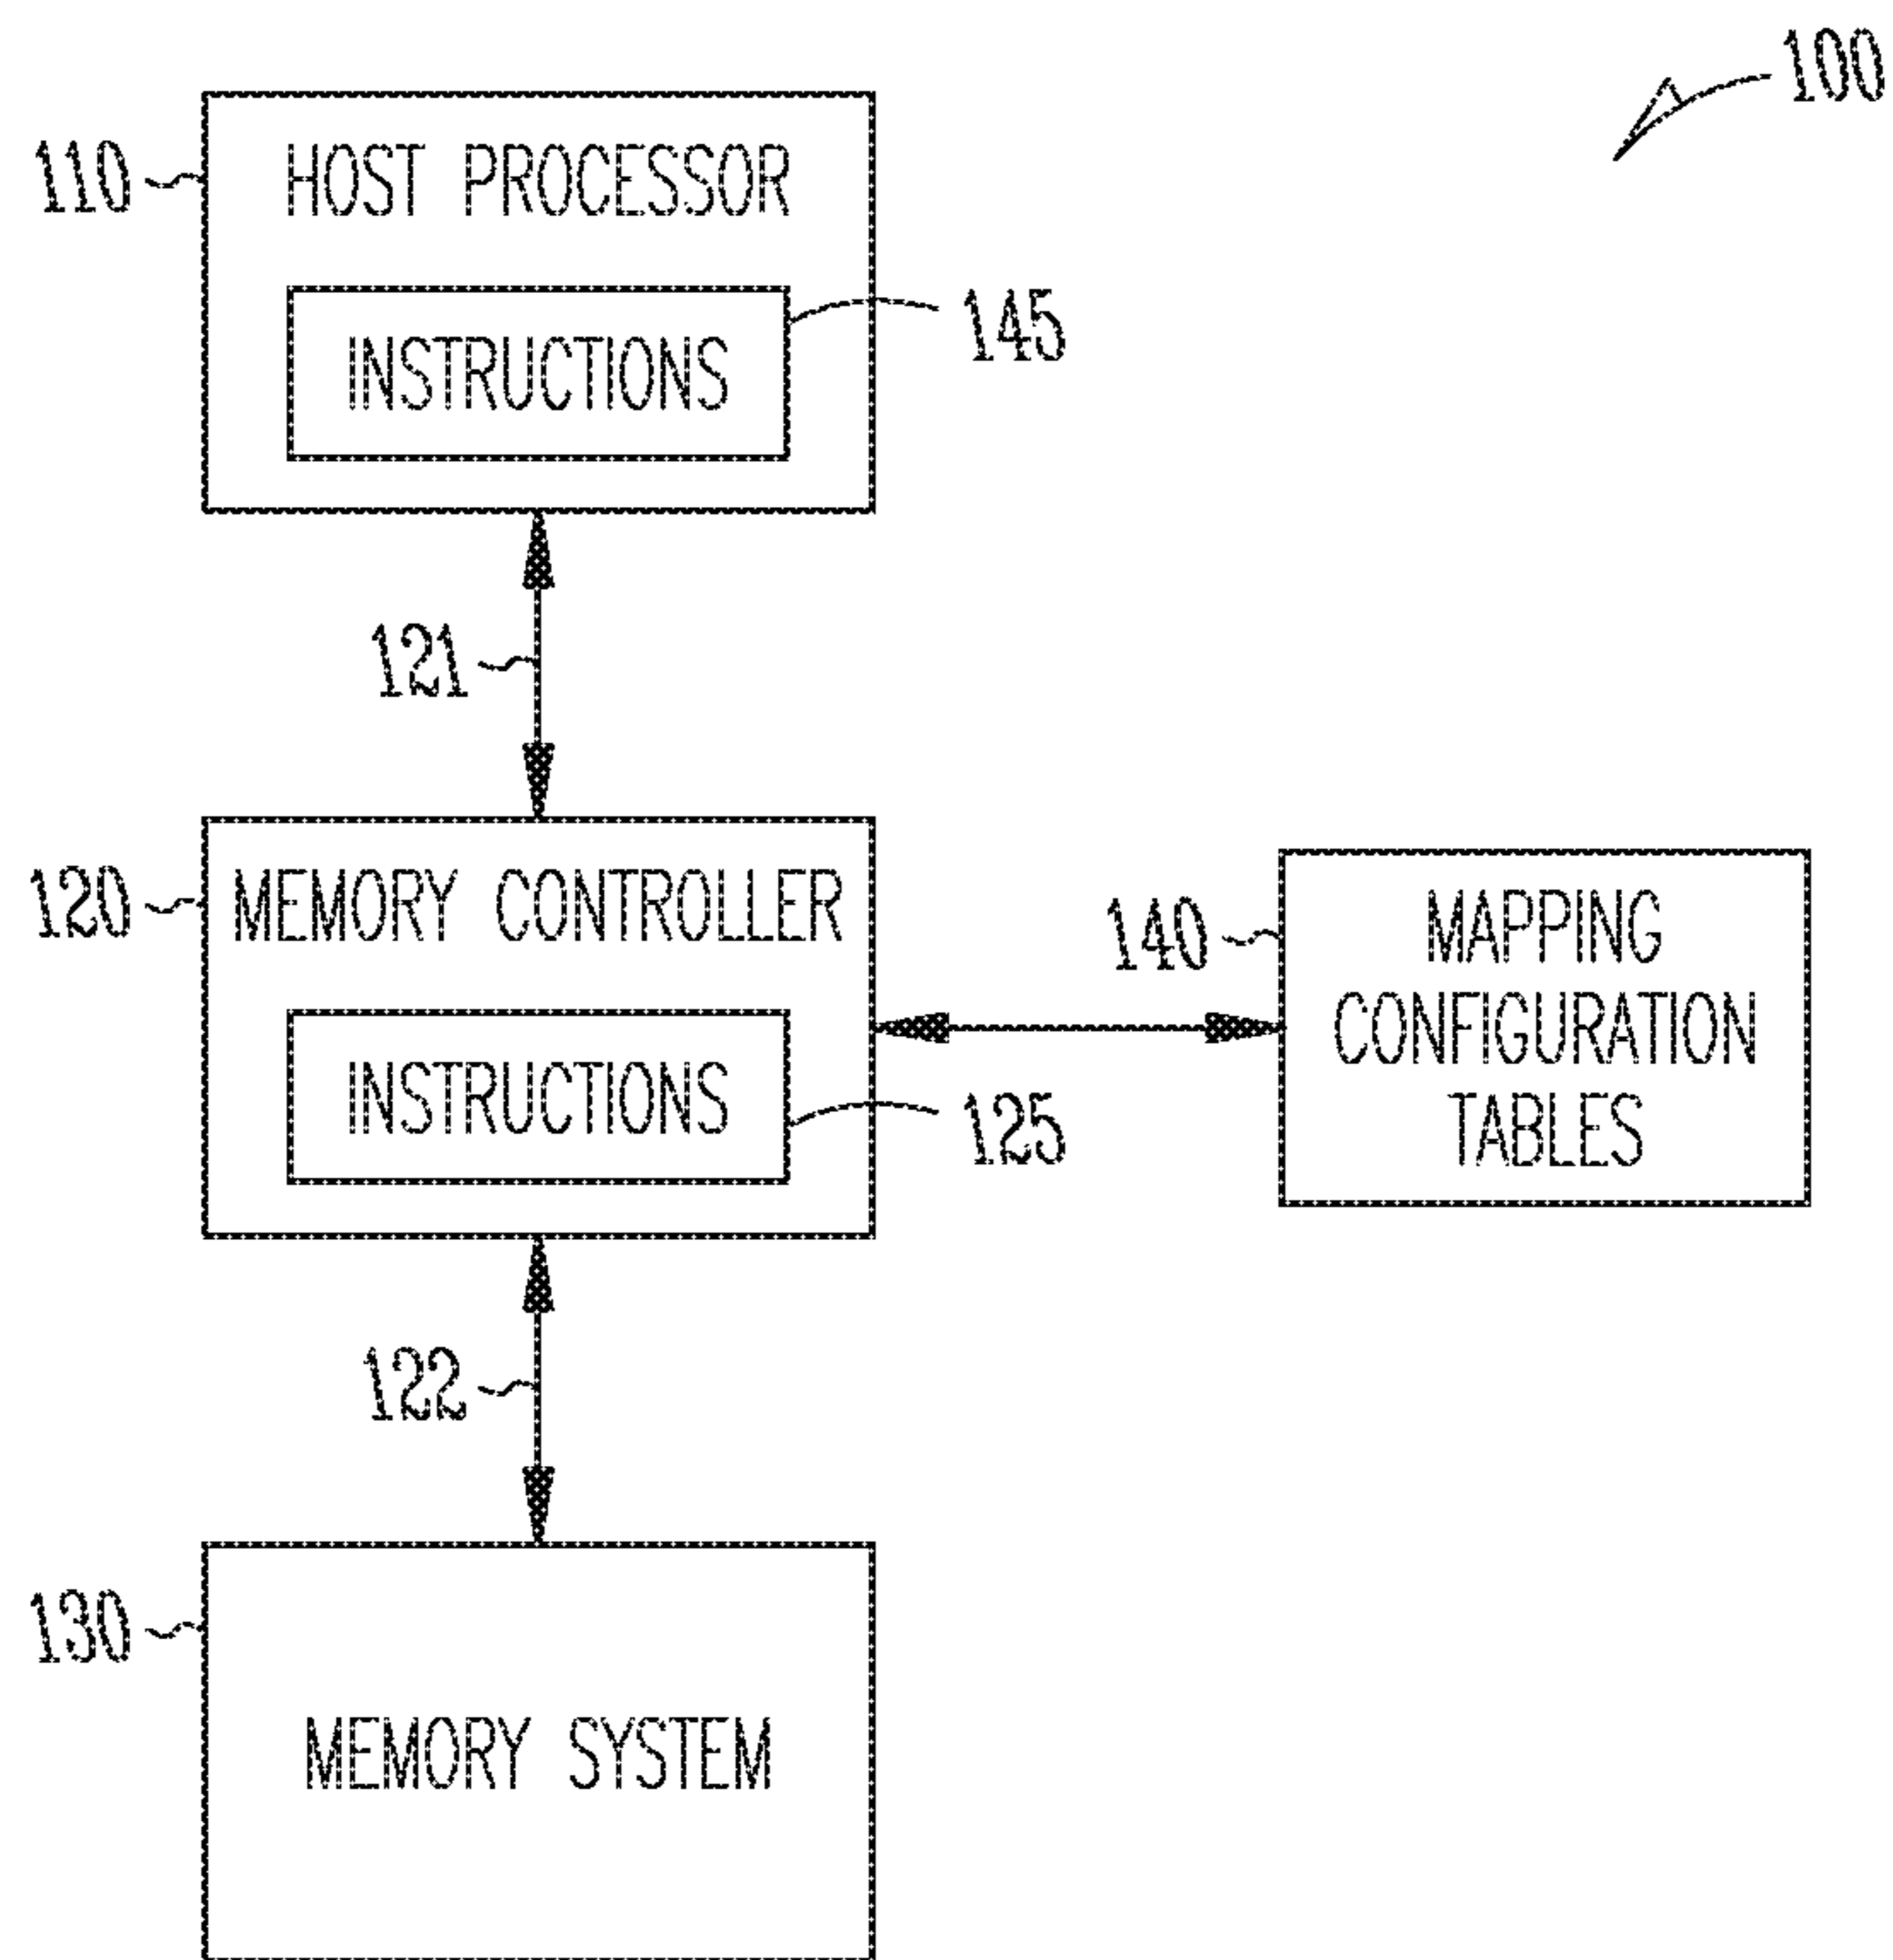 100
110
HOST PROCESSOR
INSTRUCTIONS
145
121
120
MEMORY CONTROLLER
INSTRUCTIONS
125
140
MAPPING
CONFIGURATION
TABLES
122
130
MEMORY SYSTEM